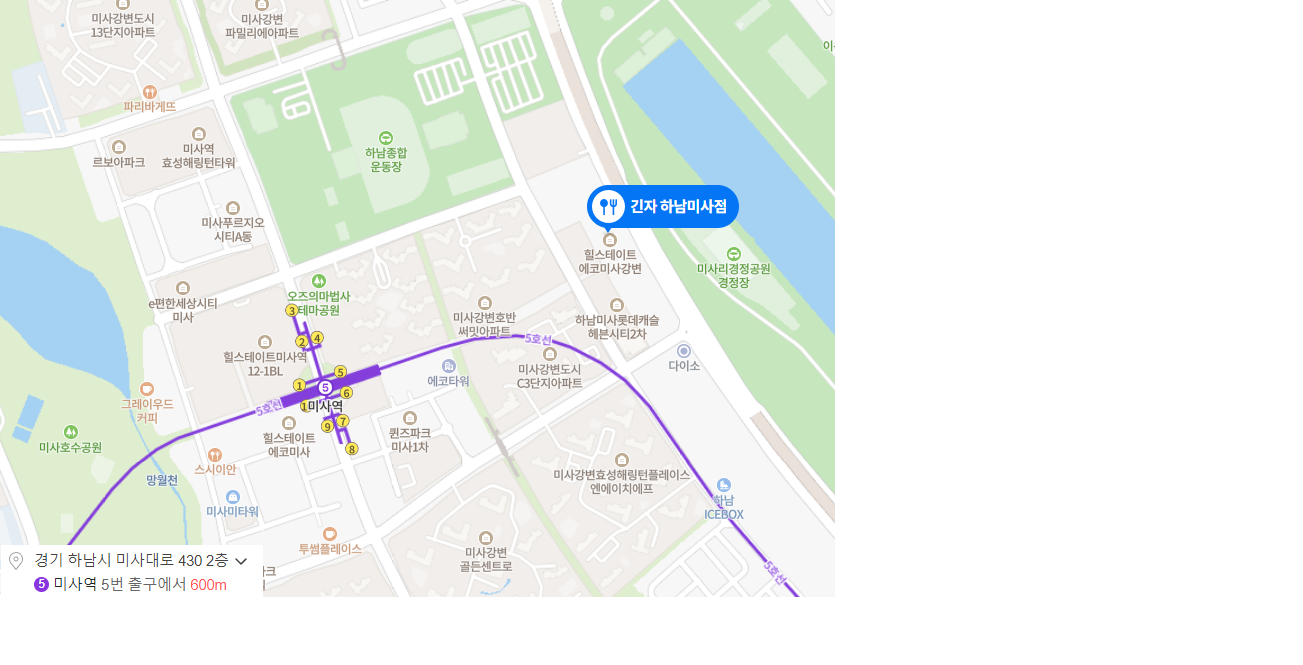 미사강변도시
13단지아파트
미사강변
파밀리에아파트
파리바게뜨
르보아파크
미사역
효성해링턴타워
하남종합
운동장
미사푸르지오
시티A동
긴자 하남미사점
힐스테이트
에코미사강변
미사리경정공원
경정장
e편한세상시티
미사
오즈의마법사
테마공원
3
2
4
미사강변호반
써밋아파트
하남미사롯데캐슬
헤븐시티2차
5호선
힐스테이트미사역
12-1BL
다이소
미사강변도시
C3단지아파트
에코타워
1
5
5
6
1
미사역
5호선
그레이우드
커피
7
9
8
미사호수공원
힐스테이트
에코미사
퀸즈파크
미사1차
스시이안
망월천
미사강변효성해링턴플레이스
엔에이치에프
미사미타워
하남
ICEBOX
투썸플레이스
미사강변
골든센트로
5호선
경기 하남시 미사대로 430 2층
5 미사역 5번 출구에서 600m
파크